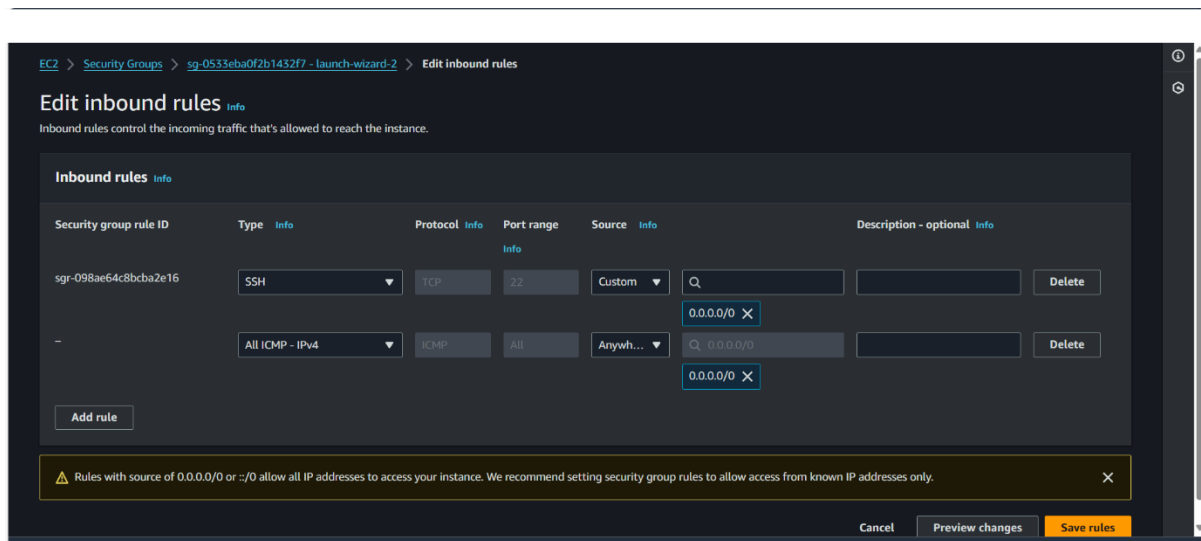 EC2 > Security Groups > sg-0533eba0f2b1432f7 - launch-wizard-2 > Edit inbound rules
Edit inbound rules Info
Inbound rules control the incoming traffic that's allowed to reach the instance.
Inbound rules Info
Security group rule ID Type Info Protocol Info Port range Info Source Info Description - optional Info
sgr-098ae64c8bcba2e16 SSH TCP 22 Custom Delete
0.0.0.0/0
– All ICMP - IPv4 ICMP All Anywh... 0.0.0.0/0 Delete
0.0.0.0/0
Add rule
Rules with source of 0.0.0.0/0 or ::/0 allow all IP addresses to access your instance. We recommend setting security group rules to allow access from known IP addresses only.
Cancel Preview changes Save rules